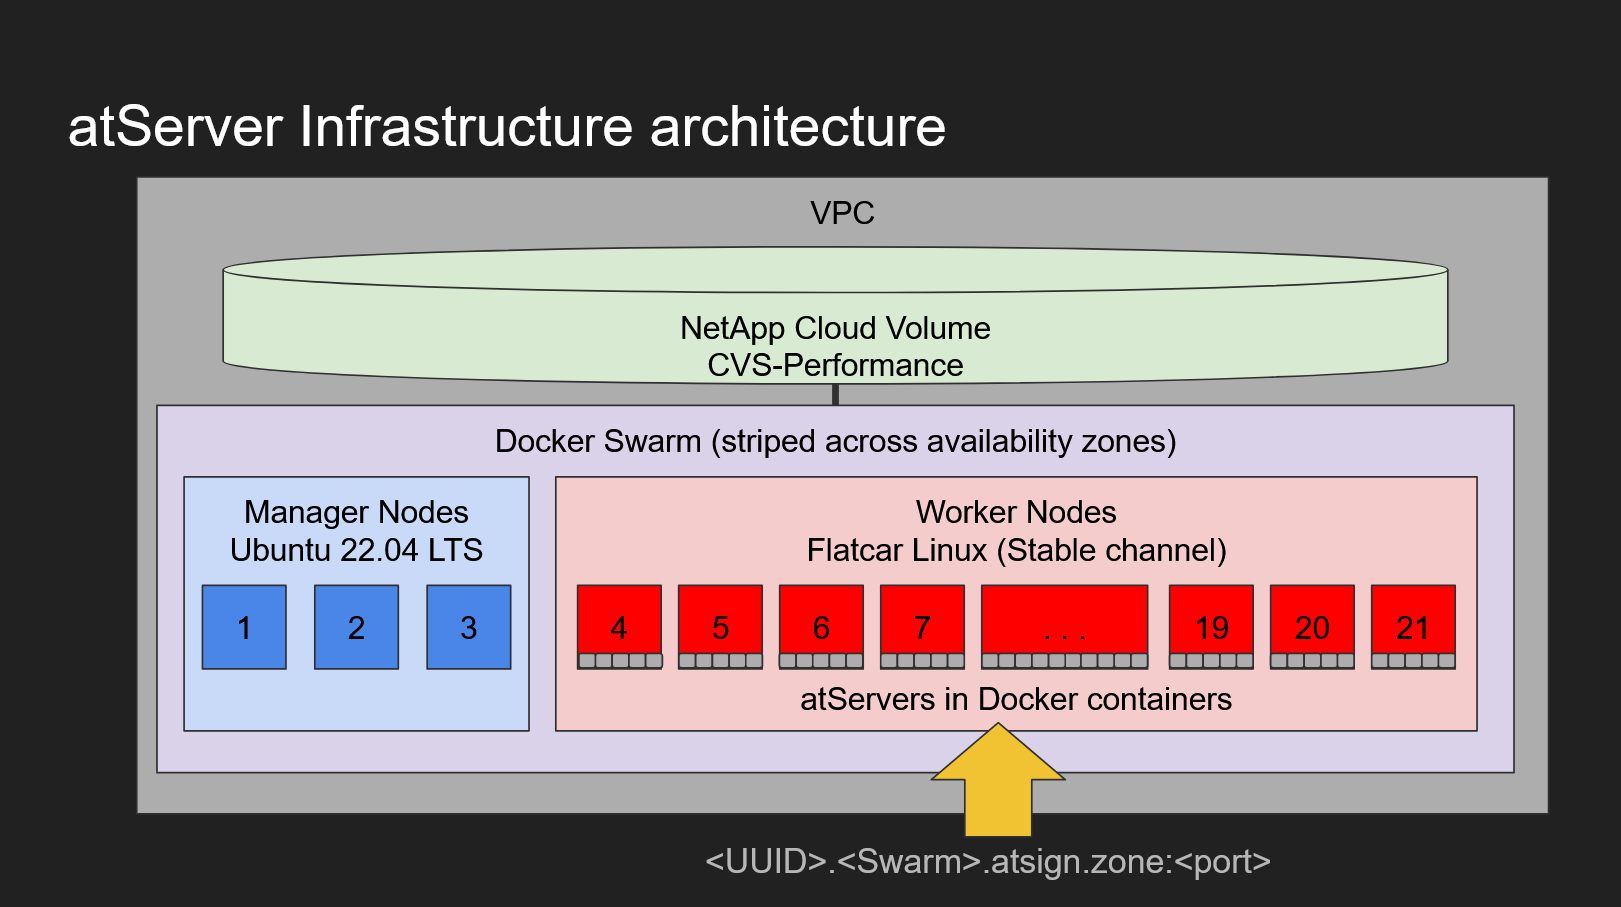 atServer Infrastructure architecture
VPC
NetApp Cloud Volume
CVS-Performance
Docker Swarm (striped across availability zones)
Manager Nodes
Ubuntu 22.04 LTS
1 2 3
Worker Nodes
Flatcar Linux (Stable channel)
4 5 6 7 . . . 19 20 21
atServers in Docker containers
<UUID>.<Swarm>.atsign.zone:<port>